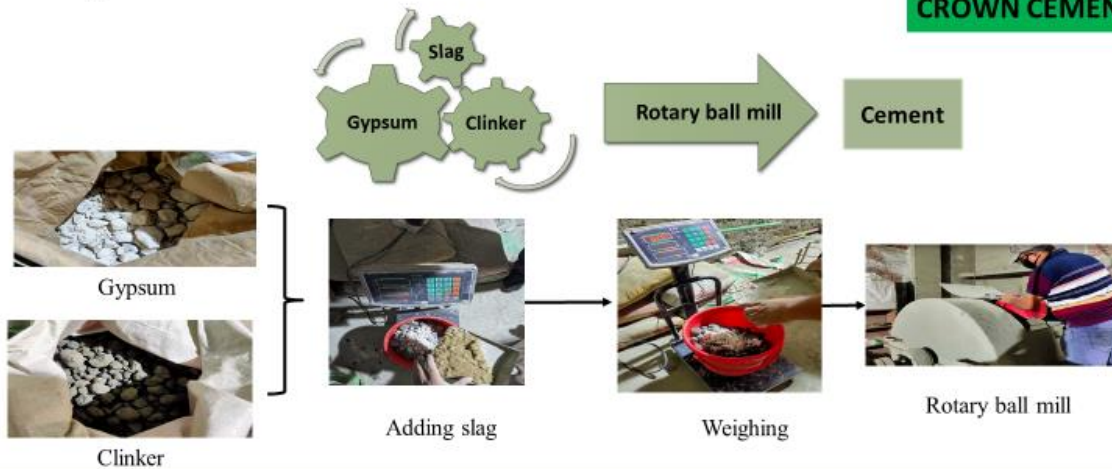 CROWN CEMEN
Slag
Gypsum
Clinker
Rotary ball mill
Cement
Gypsum
Clinker
Adding slag
Weighing
Rotary ball mill